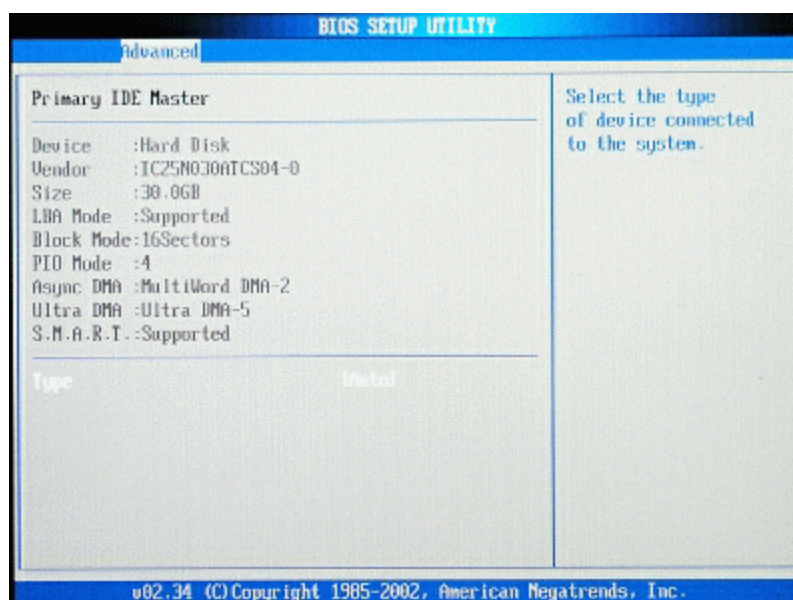 BIOS SETUP UTILITY
Advanced
Primary IDE Master
Device :Hard Disk
Vendor :IC25N030ATCS04-0
Size :30.0GB
LBA Mode :Supported
Block Mode:16Sectors
PIO Mode :4
Async DMA :MultiWord DMA-2
Ultra DMA :Ultra DMA-5
S.M.A.R.T.:Supported
Type [Auto]
Select the type
of device connected
to the system.
v02.34 (C)Copyright 1985-2002, American Megatrends, Inc.